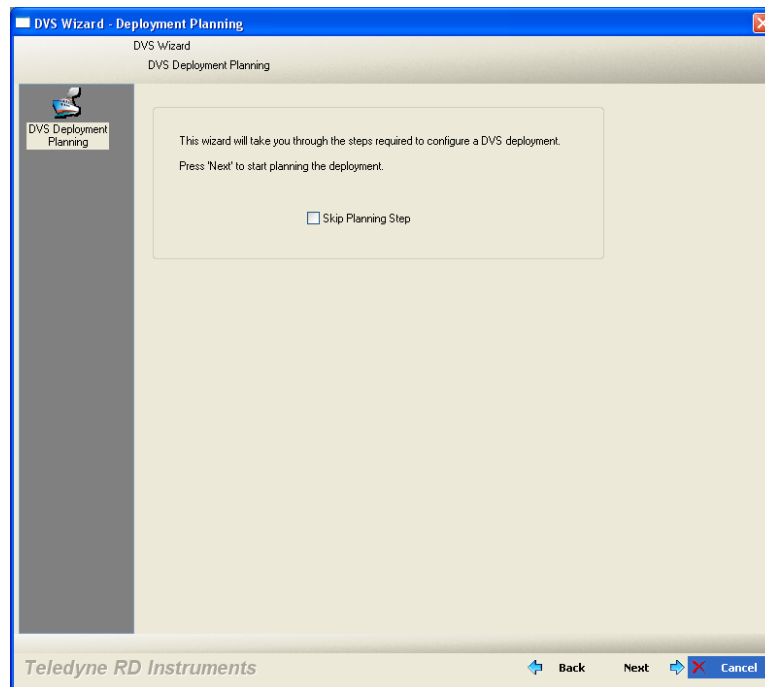 DVS Wizard - Deployment Planning
DVS Wizard
DVS Deployment Planning
DVS Deployment
Planning
This wizard will take you through the steps required to configure a DVS deployment.
Press 'Next' to start planning the deployment.
Skip Planning Step
Teledyne RD Instruments
Back
Next
Cancel